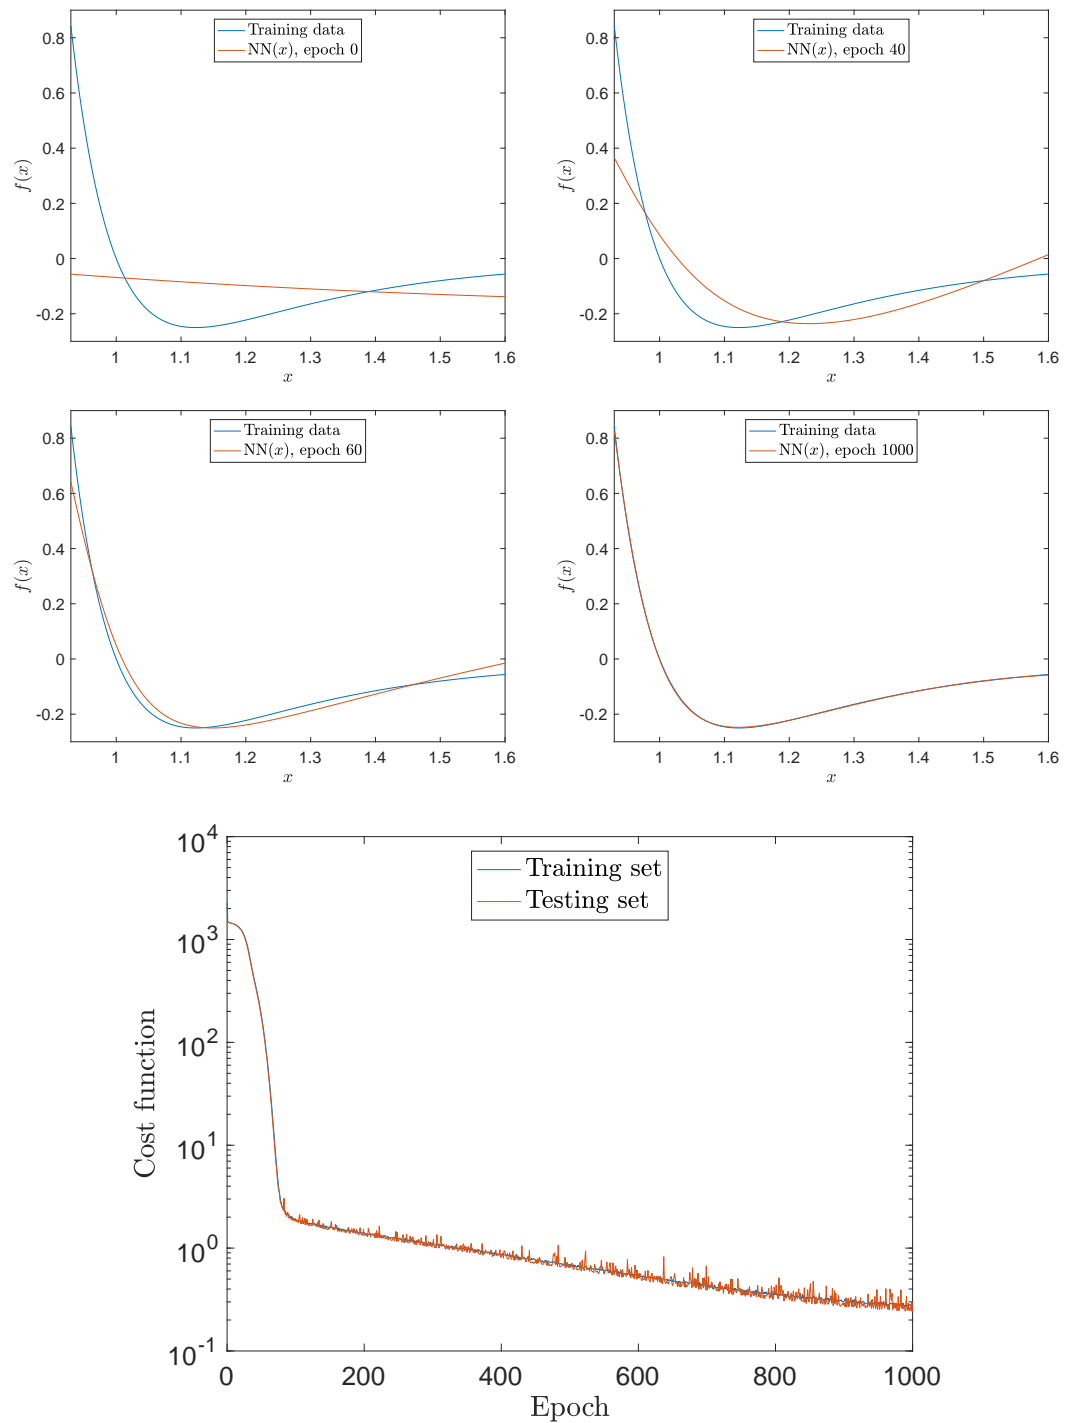 0.8
0.6
0.4
0.2
0
-0.2
f(x)
1 1.1 1.2 1.3 1.4 1.5 1.6
x
Training data
NN(x), epoch 0
0.8
0.6
0.4
0.2
0
-0.2
f(x)
1 1.1 1.2 1.3 1.4 1.5 1.6
x
Training data
NN(x), epoch 40
0.8
0.6
0.4
0.2
0
-0.2
f(x)
1 1.1 1.2 1.3 1.4 1.5 1.6
x
Training data
NN(x), epoch 60
0.8
0.6
0.4
0.2
0
-0.2
f(x)
1 1.1 1.2 1.3 1.4 1.5 1.6
x
Training data
NN(x), epoch 1000
10^4
10^3
10^2
10^1
10^0
10^-1
Cost function
Training set
Testing set
0 200 400 600 800 1000
Epoch